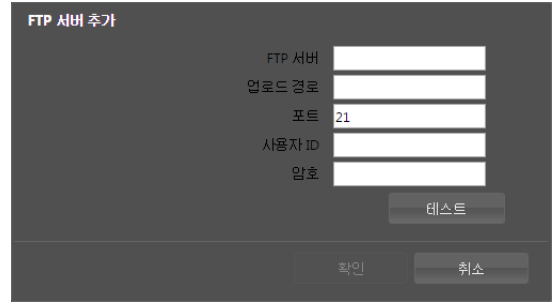 FTP 서버 추가
FTP 서버
업로드 경로
포트 21
사용자 ID
암호
테스트
확인 취소